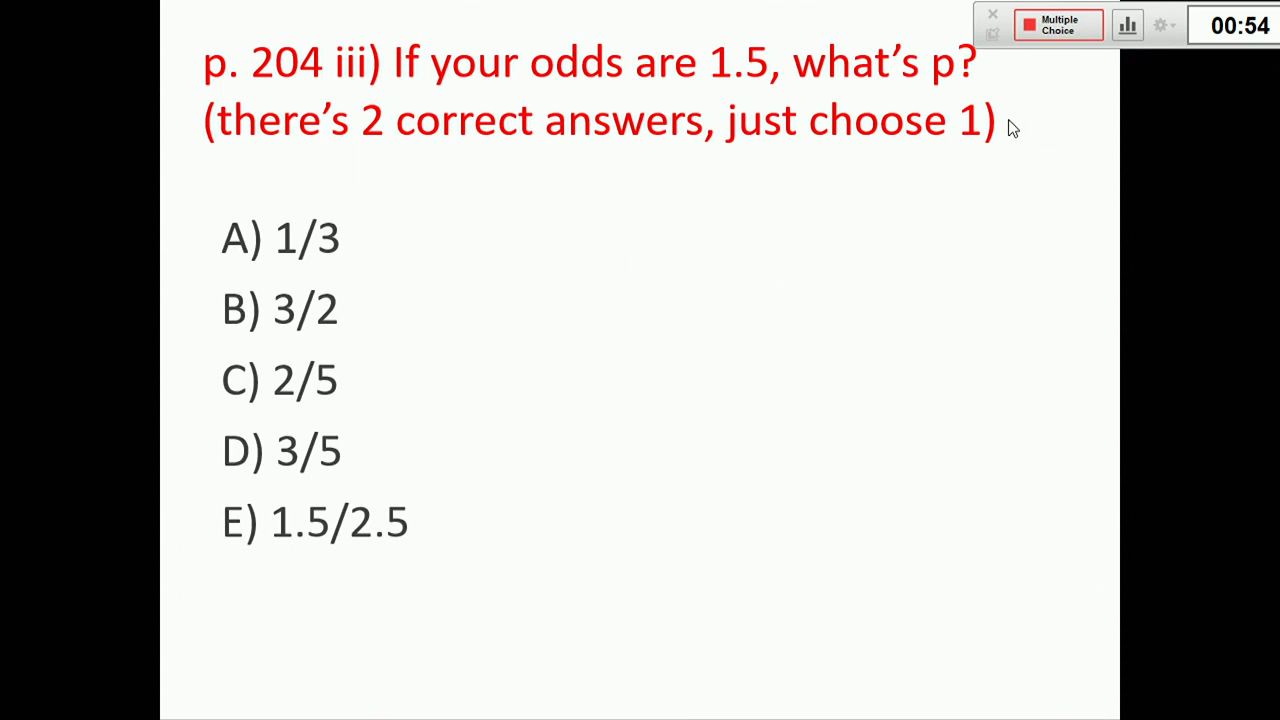 Multiple
Choice
00:54
p. 204 iii) If your odds are 1.5, what’s p?
(there’s 2 correct answers, just choose 1)
A) 1/3
B) 3/2
C) 2/5
D) 3/5
E) 1.5/2.5